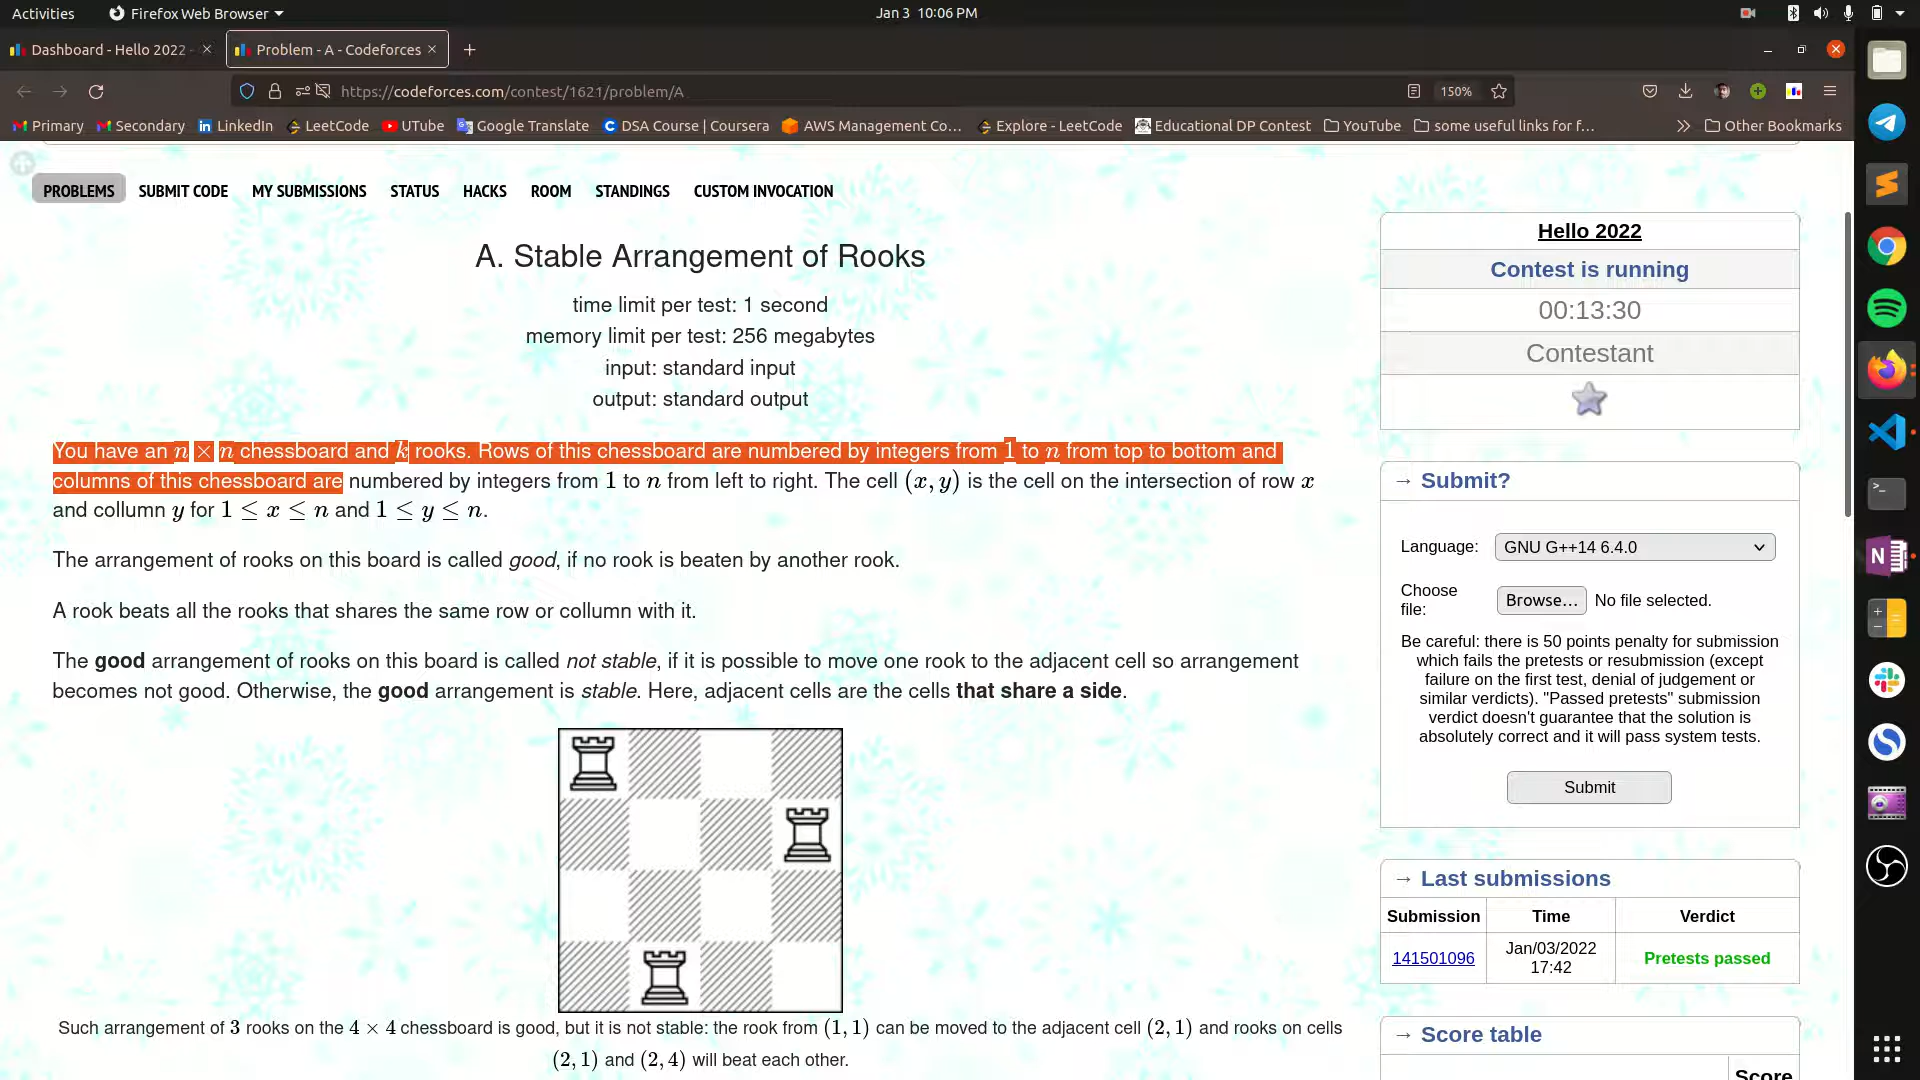 Activities
Firefox Web Browser
Jan 3 10:06 PM
Dashboard - Hello 2022 -
Problem - A - Codeforces
https://codeforces.com/contest/1621/problem/A
150%
Primary
Secondary
LinkedIn
LeetCode
UTube
Google Translate
DSA Course | Coursera
AWS Management Co…
Explore - LeetCode
Educational DP Contest
YouTube
some useful links for f…
Other Bookmarks
PROBLEMS SUBMIT CODE MY SUBMISSIONS STATUS HACKS ROOM STANDINGS CUSTOM INVOCATION
A. Stable Arrangement of Rooks
time limit per test: 1 second
memory limit per test: 256 megabytes
input: standard input
output: standard output
You have an n × n chessboard and k rooks. Rows of this chessboard are numbered by integers from 1 to n from top to bottom and
columns of this chessboard are numbered by integers from 1 to n from left to right. The cell (x, y) is the cell on the intersection of row x
and collumn y for 1 ≤ x ≤ n and 1 ≤ y ≤ n.
The arrangement of rooks on this board is called good, if no rook is beaten by another rook.
A rook beats all the rooks that shares the same row or collumn with it.
The good arrangement of rooks on this board is called not stable, if it is possible to move one rook to the adjacent cell so arrangement
becomes not good. Otherwise, the good arrangement is stable. Here, adjacent cells are the cells that share a side.
Such arrangement of 3 rooks on the 4 × 4 chessboard is good, but it is not stable: the rook from (1, 1) can be moved to the adjacent cell (2, 1) and rooks on cells
(2, 1) and (2, 4) will beat each other.
Hello 2022
Contest is running
00:13:30
Contestant
→ Submit?
Language: GNU G++14 6.4.0
Choose
file:
Browse… No file selected.
Be careful: there is 50 points penalty for submission
which fails the pretests or resubmission (except
failure on the first test, denial of judgement or
similar verdicts). "Passed pretests" submission
verdict doesn't guarantee that the solution is
absolutely correct and it will pass system tests.
Submit
→ Last submissions
Submission Time Verdict
141501096 Jan/03/2022
17:42
Pretests passed
→ Score table
Score